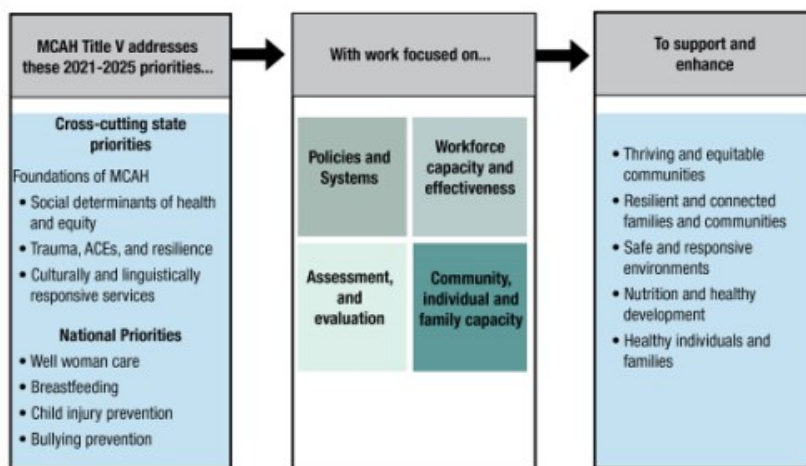 MCAH Title V addresses
these 2021-2025 priorities...
Cross-cutting state
priorities
Foundations of MCAH
• Social determinants of health
and equity
• Trauma, ACEs, and resilience
• Culturally and linguistically
responsive services
National Priorities
• Well woman care
• Breastfeeding
• Child injury prevention
• Bullying prevention
With work focused on...
Policies and
Systems
Workforce
capacity and
effectiveness
Assessment,
and
evaluation
Community,
individual and
family capacity
To support and
enhance
• Thriving and equitable
communities
• Resilient and connected
families and communities
• Safe and responsive
environments
• Nutrition and healthy
development
• Healthy individuals and
families